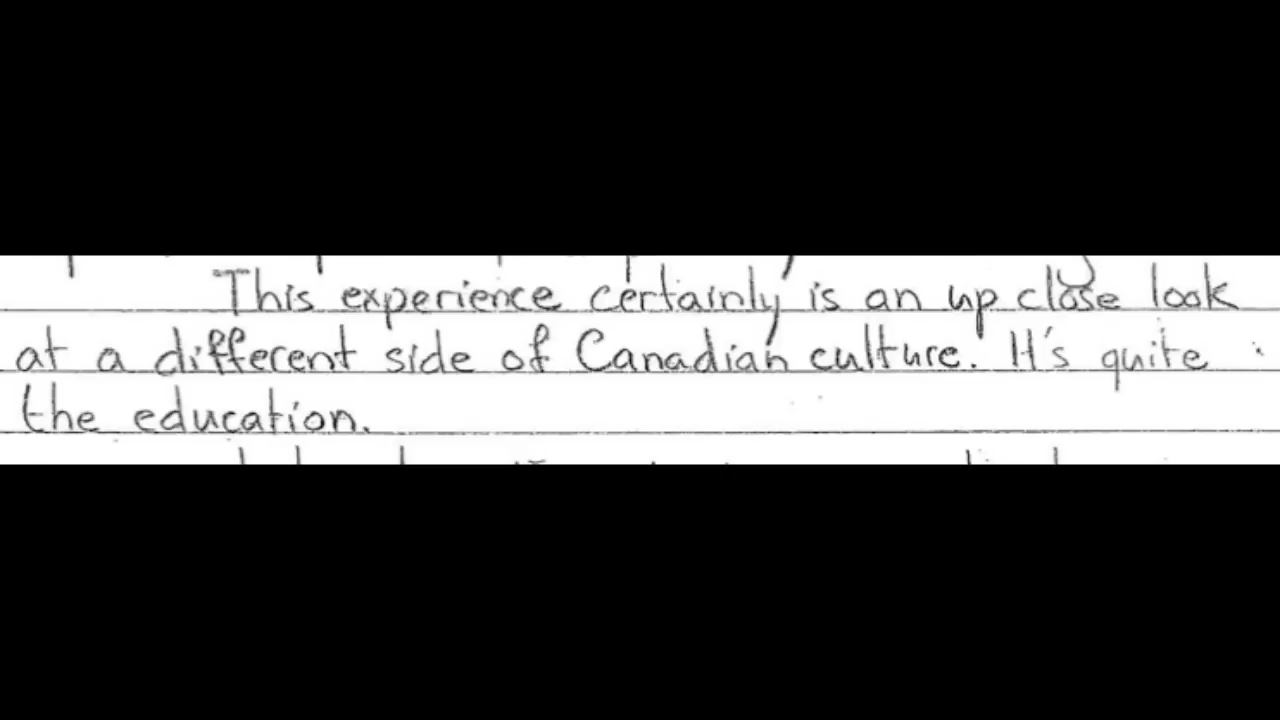 This experience certainly is an up close look
at a different side of Canadian culture. It's quite
the education.